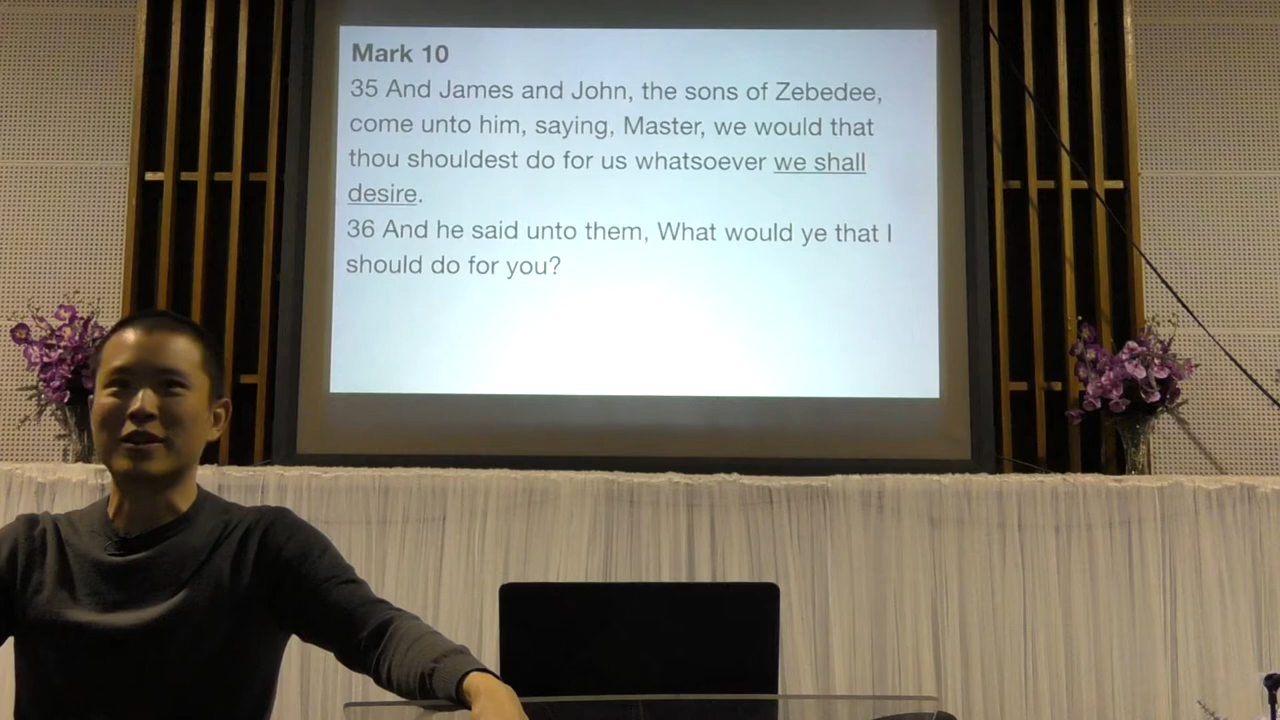 Mark 10
35 And James and John, the sons of Zebedee,
come unto him, saying, Master, we would that
thou shouldest do for us whatsoever we shall
desire.
36 And he said unto them, What would ye that I
should do for you?